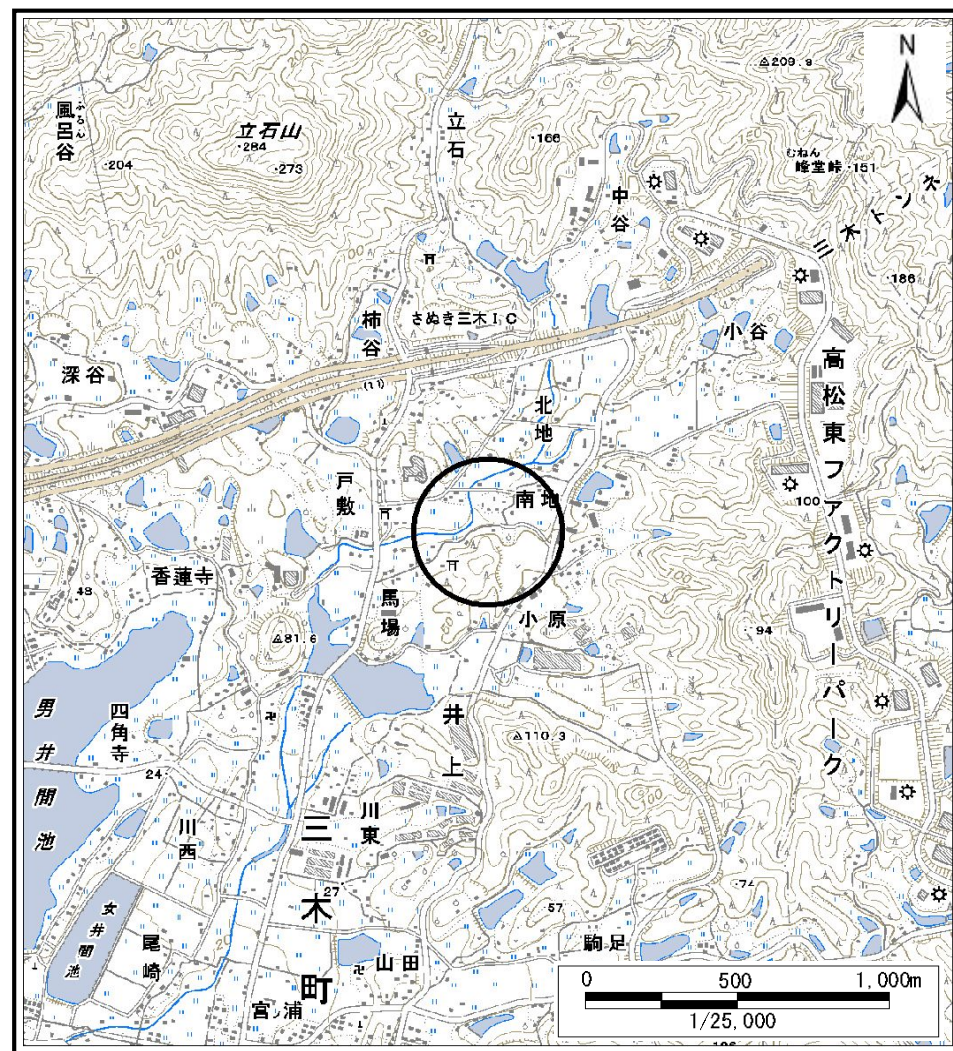 N
209.8
風呂谷
ふろん
立石山
284
273
204
立石
166
むねん
峰堂峠
151
中谷
三木トンネ
186
さぬき三木IC
柿谷
小谷
深谷
(11)
北地
高松東ファクトリーパーク
戸敷
南地
100
香蓮寺
48
馬場
小原
81.6
94
男井間池
四角寺
井上
110.3
24
川西
川東
三木町
27
74
57
女井間池
尾崎
20
山田
駒足
宮ノ浦
0 500 1,000m
1/25,000